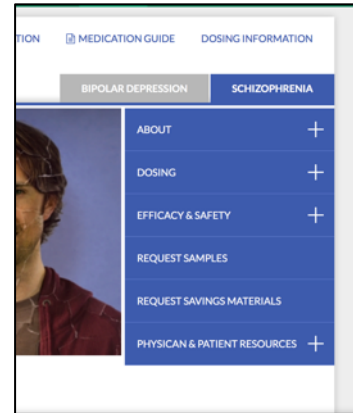 TION MEDICATION GUIDE DOSING INFORMATION
BIPOLAR DEPRESSION SCHIZOPHRENIA
ABOUT
DOSING
EFFICACY & SAFETY
REQUEST SAMPLES
REQUEST SAVINGS MATERIALS
PHYSICAN & PATIENT RESOURCES